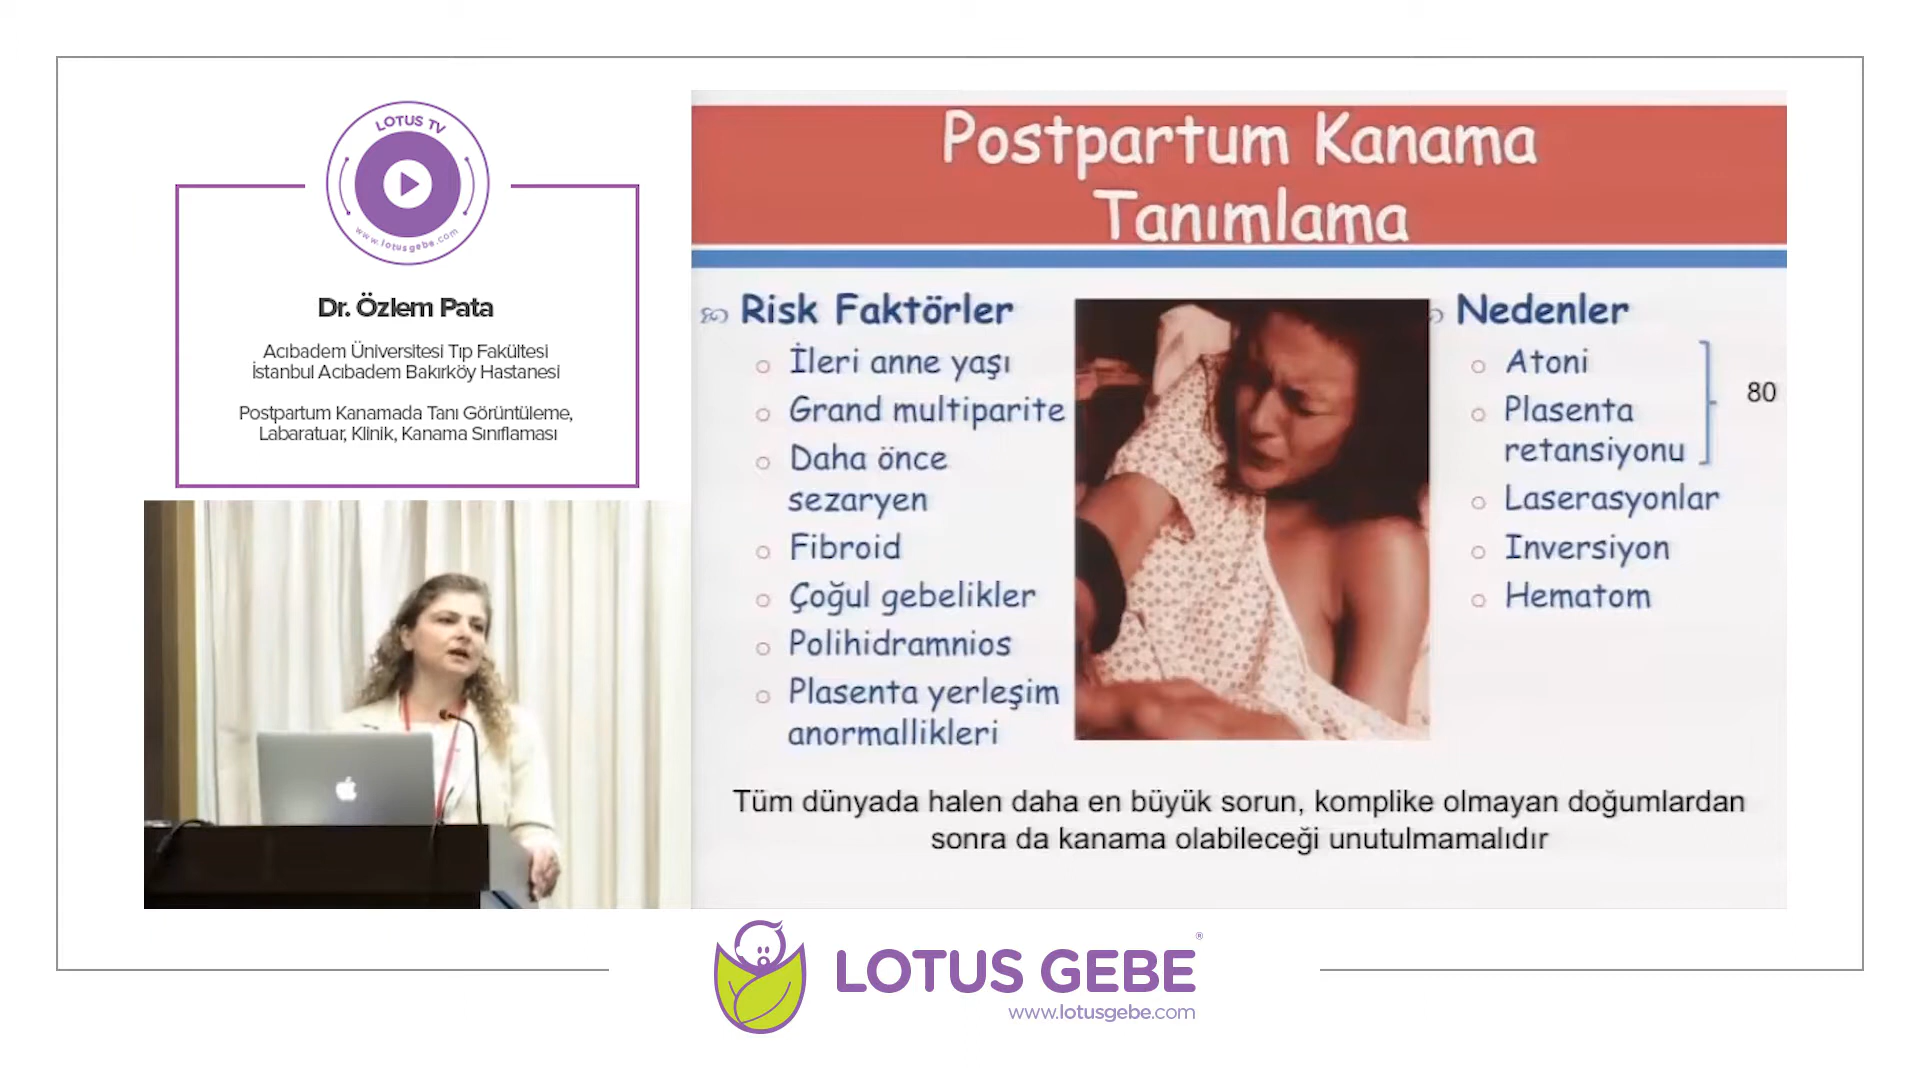 LOTUS TV
www.lotusgebe.com
Dr. Özlem Pata
Acıbadem Üniversitesi Tıp Fakültesi
İstanbul Acıbadem Bakırköy Hastanesi
Postpartum Kanamada Tanı Görüntüleme,
Labaratuar, Klinik, Kanama Sınıflaması
Postpartum Kanama
Tanımlama
Risk Faktörler
İleri anne yaşı
Grand multiparite
Daha önce
sezaryen
Fibroid
Çoğul gebelikler
Polihidramnios
Plasenta yerleşim
anormallikleri
Nedenler
Atoni
Plasenta
retansiyonu
80
Laserasyonlar
Inversiyon
Hematom
Tüm dünyada halen daha en büyük sorun, komplike olmayan doğumlardan
sonra da kanama olabileceği unutulmamalıdır
LOTUS GEBE®
www.lotusgebe.com